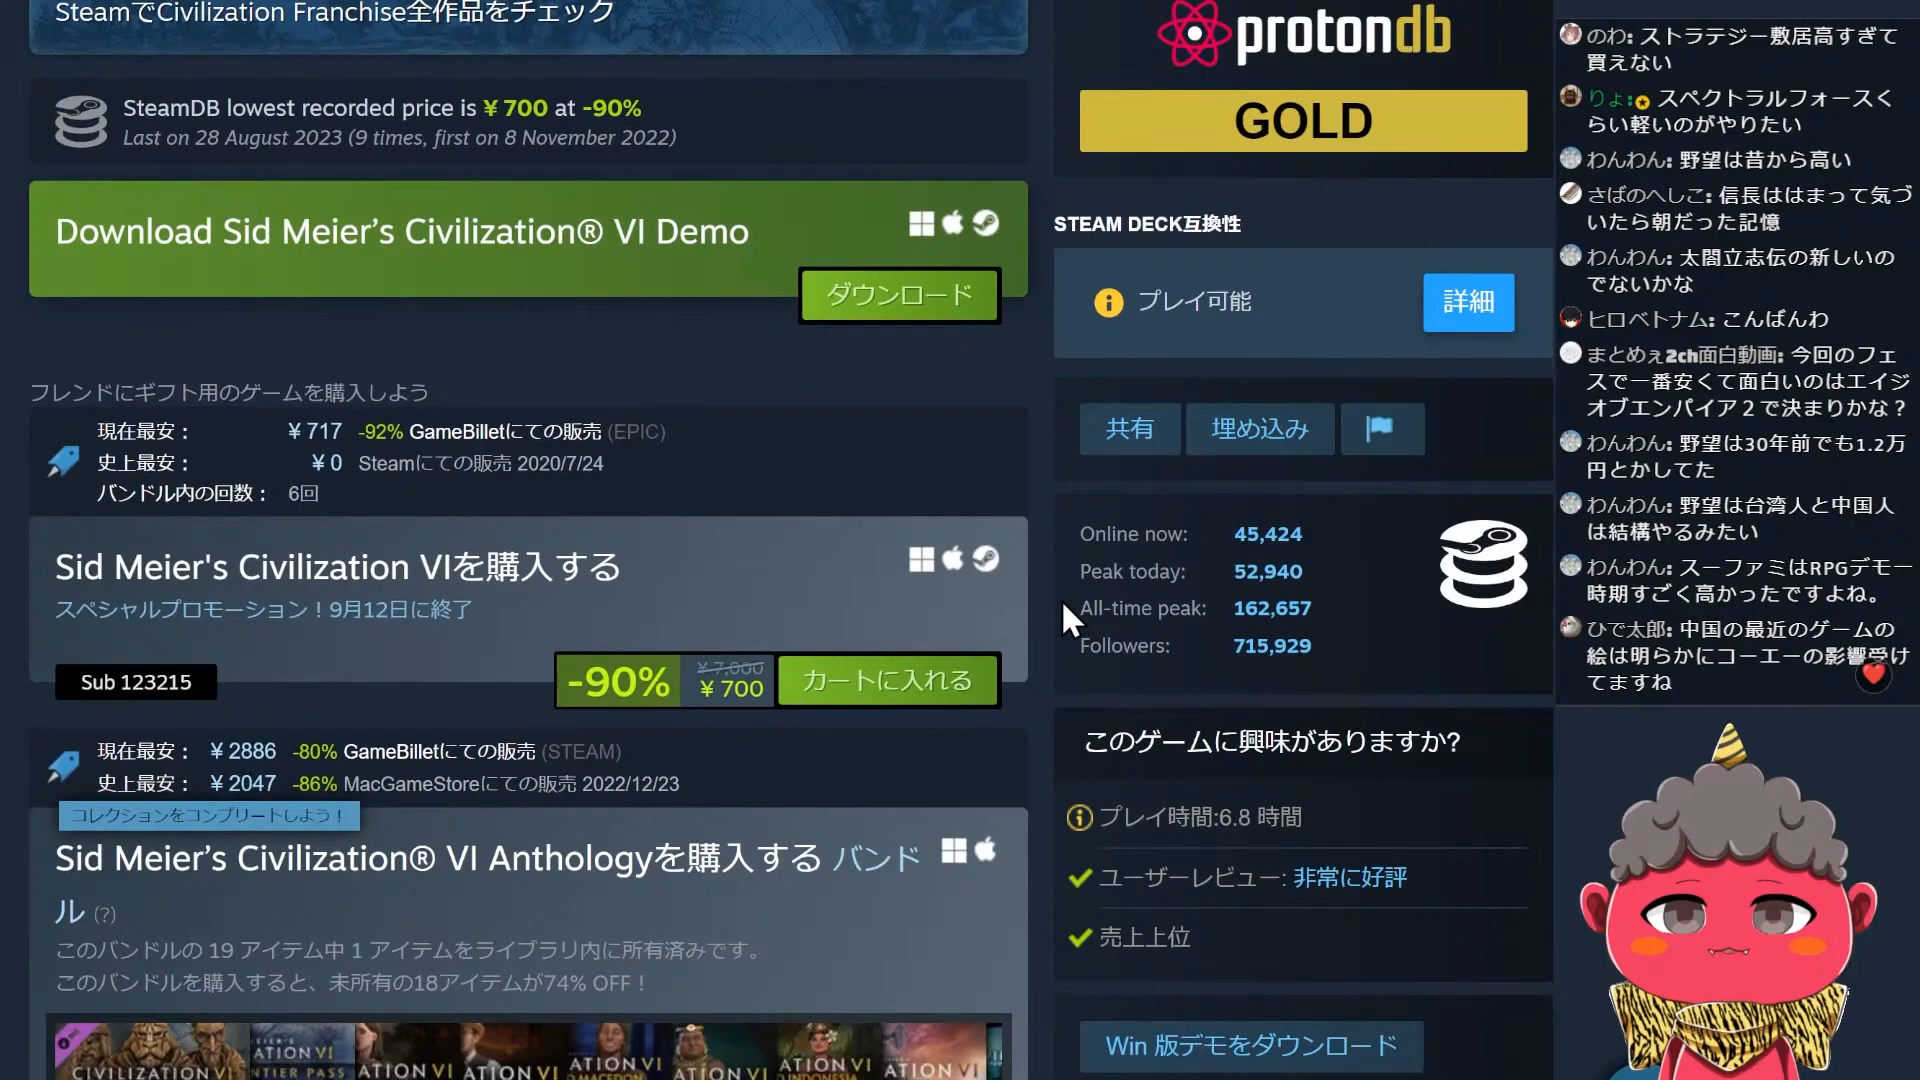 SteamでCivilization Franchise全作品をチェック
SteamDB lowest recorded price is ¥ 700 at -90%
Last on 28 August 2023 (9 times, first on 8 November 2022)
Download Sid Meier's Civilization® VI Demo
ダウンロード
フレンドにギフト用のゲームを購入しよう
現在最安： ¥ 717 -92% GameBilletにての販売 (EPIC)
史上最安： ¥ 0 Steamにての販売 2020/7/24
バンドル内の回数： 6回
Sid Meier's Civilization VIを購入する
スペシャルプロモーション！9月12日に終了
Sub 123215
-90%
¥ 7,000
¥ 700
カートに入れる
現在最安： ¥ 2886 -80% GameBilletにての販売 (STEAM)
史上最安： ¥ 2047 -86% MacGameStoreにての販売 2022/12/23
コレクションをコンプリートしよう！
Sid Meier's Civilization® VI Anthologyを購入する バンド
ル (?)
このバンドルの 19 アイテム中 1 アイテムをライブラリ内に所有済みです。
このバンドルを購入すると、未所有の18アイテムが74% OFF！
CIVILIZATION VI
ATION VI
NTIER PASS
ATION VI
ATION VI
ATION VI
MACEDON
ATION VI
ATION VI
INDONESIA
ATION VI
protondb
GOLD
STEAM DECK互換性
プレイ可能
詳細
共有
埋め込み
Online now: 45,424
Peak today: 52,940
All-time peak: 162,657
Followers: 715,929
このゲームに興味がありますか?
プレイ時間:6.8 時間
ユーザーレビュー: 非常に好評
売上上位
Win 版デモをダウンロード
のわ: ストラテジー敷居高すぎて
買えない
りょ: スペクトラルフォースく
らい軽いのがやりたい
わんわん: 野望は昔から高い
さばのへしこ: 信長ははまって気づ
いたら朝だった記憶
わんわん: 太閤立志伝の新しいの
でないかな
ヒロベトナム: こんばんわ
まとめぇ2ch面白動画: 今回のフェ
スで一番安くて面白いのはエイジ
オブエンパイア２で決まりかな？
わんわん: 野望は30年前でも1.2万
円とかしてた
わんわん: 野望は台湾人と中国人
は結構やるみたい
わんわん: スーファミはRPGデモー
時期すごく高かったですよね。
ひで太郎: 中国の最近のゲームの
絵は明らかにコーエーの影響受け
てますね